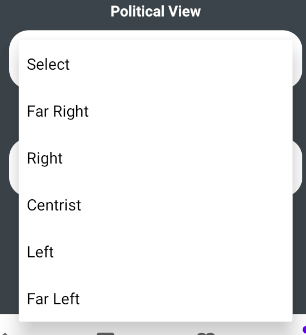 Political View
Select
Far Right
Right
Centrist
Left
Far Left